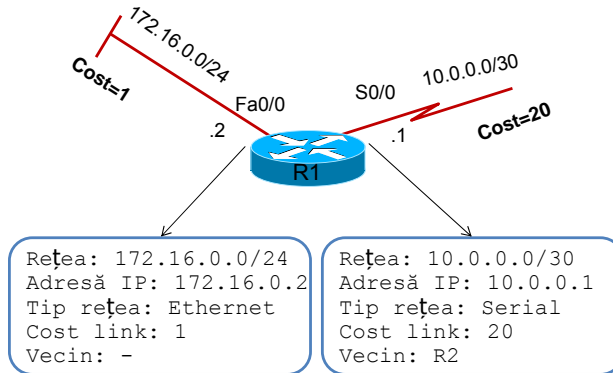 172.16.0.0/24
Cost=1
Fa0/0
S0/0
10.0.0.0/30
Cost=20
.2
.1
R1
Rețea: 172.16.0.0/24
Adresă IP: 172.16.0.2
Tip rețea: Ethernet
Cost link: 1
Vecin: -
Rețea: 10.0.0.0/30
Adresă IP: 10.0.0.1
Tip rețea: Serial
Cost link: 20
Vecin: R2